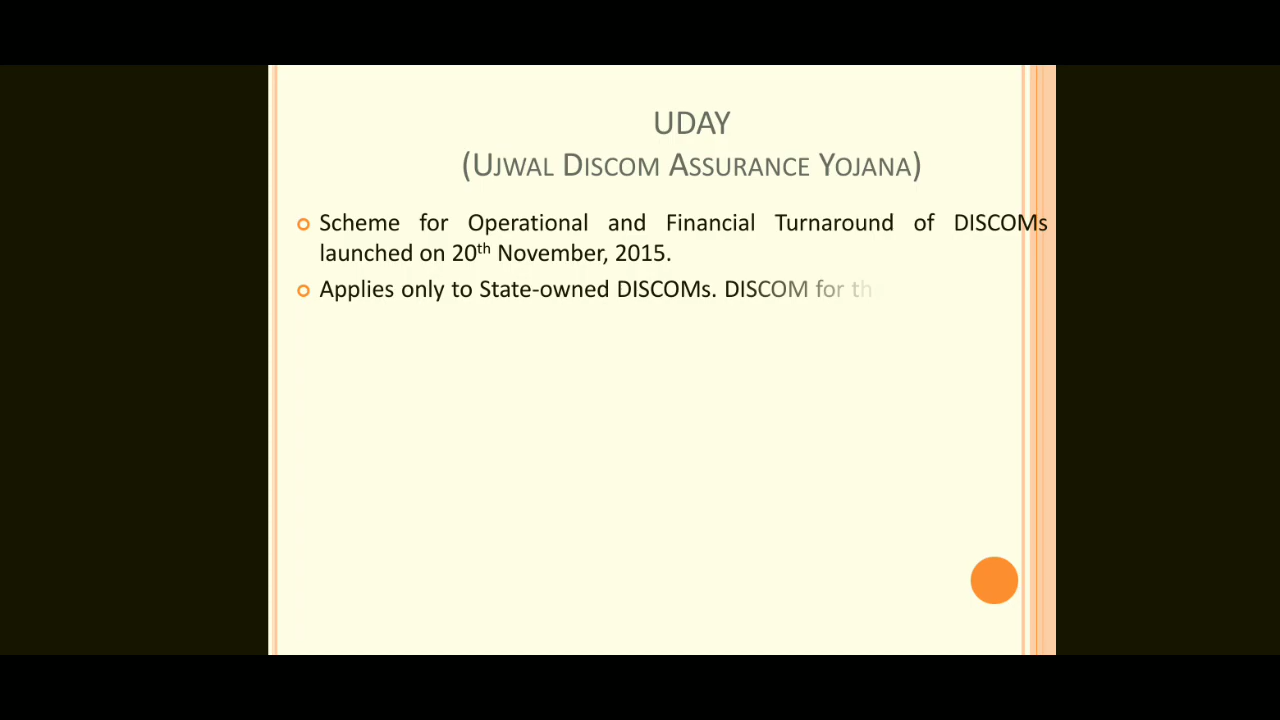 UDAY
(UJWAL DISCOM ASSURANCE YOJANA)
Scheme for Operational and Financial Turnaround of DISCOMs
launched on 20th November, 2015.
Applies only to State-owned DISCOMs. DISCOM for